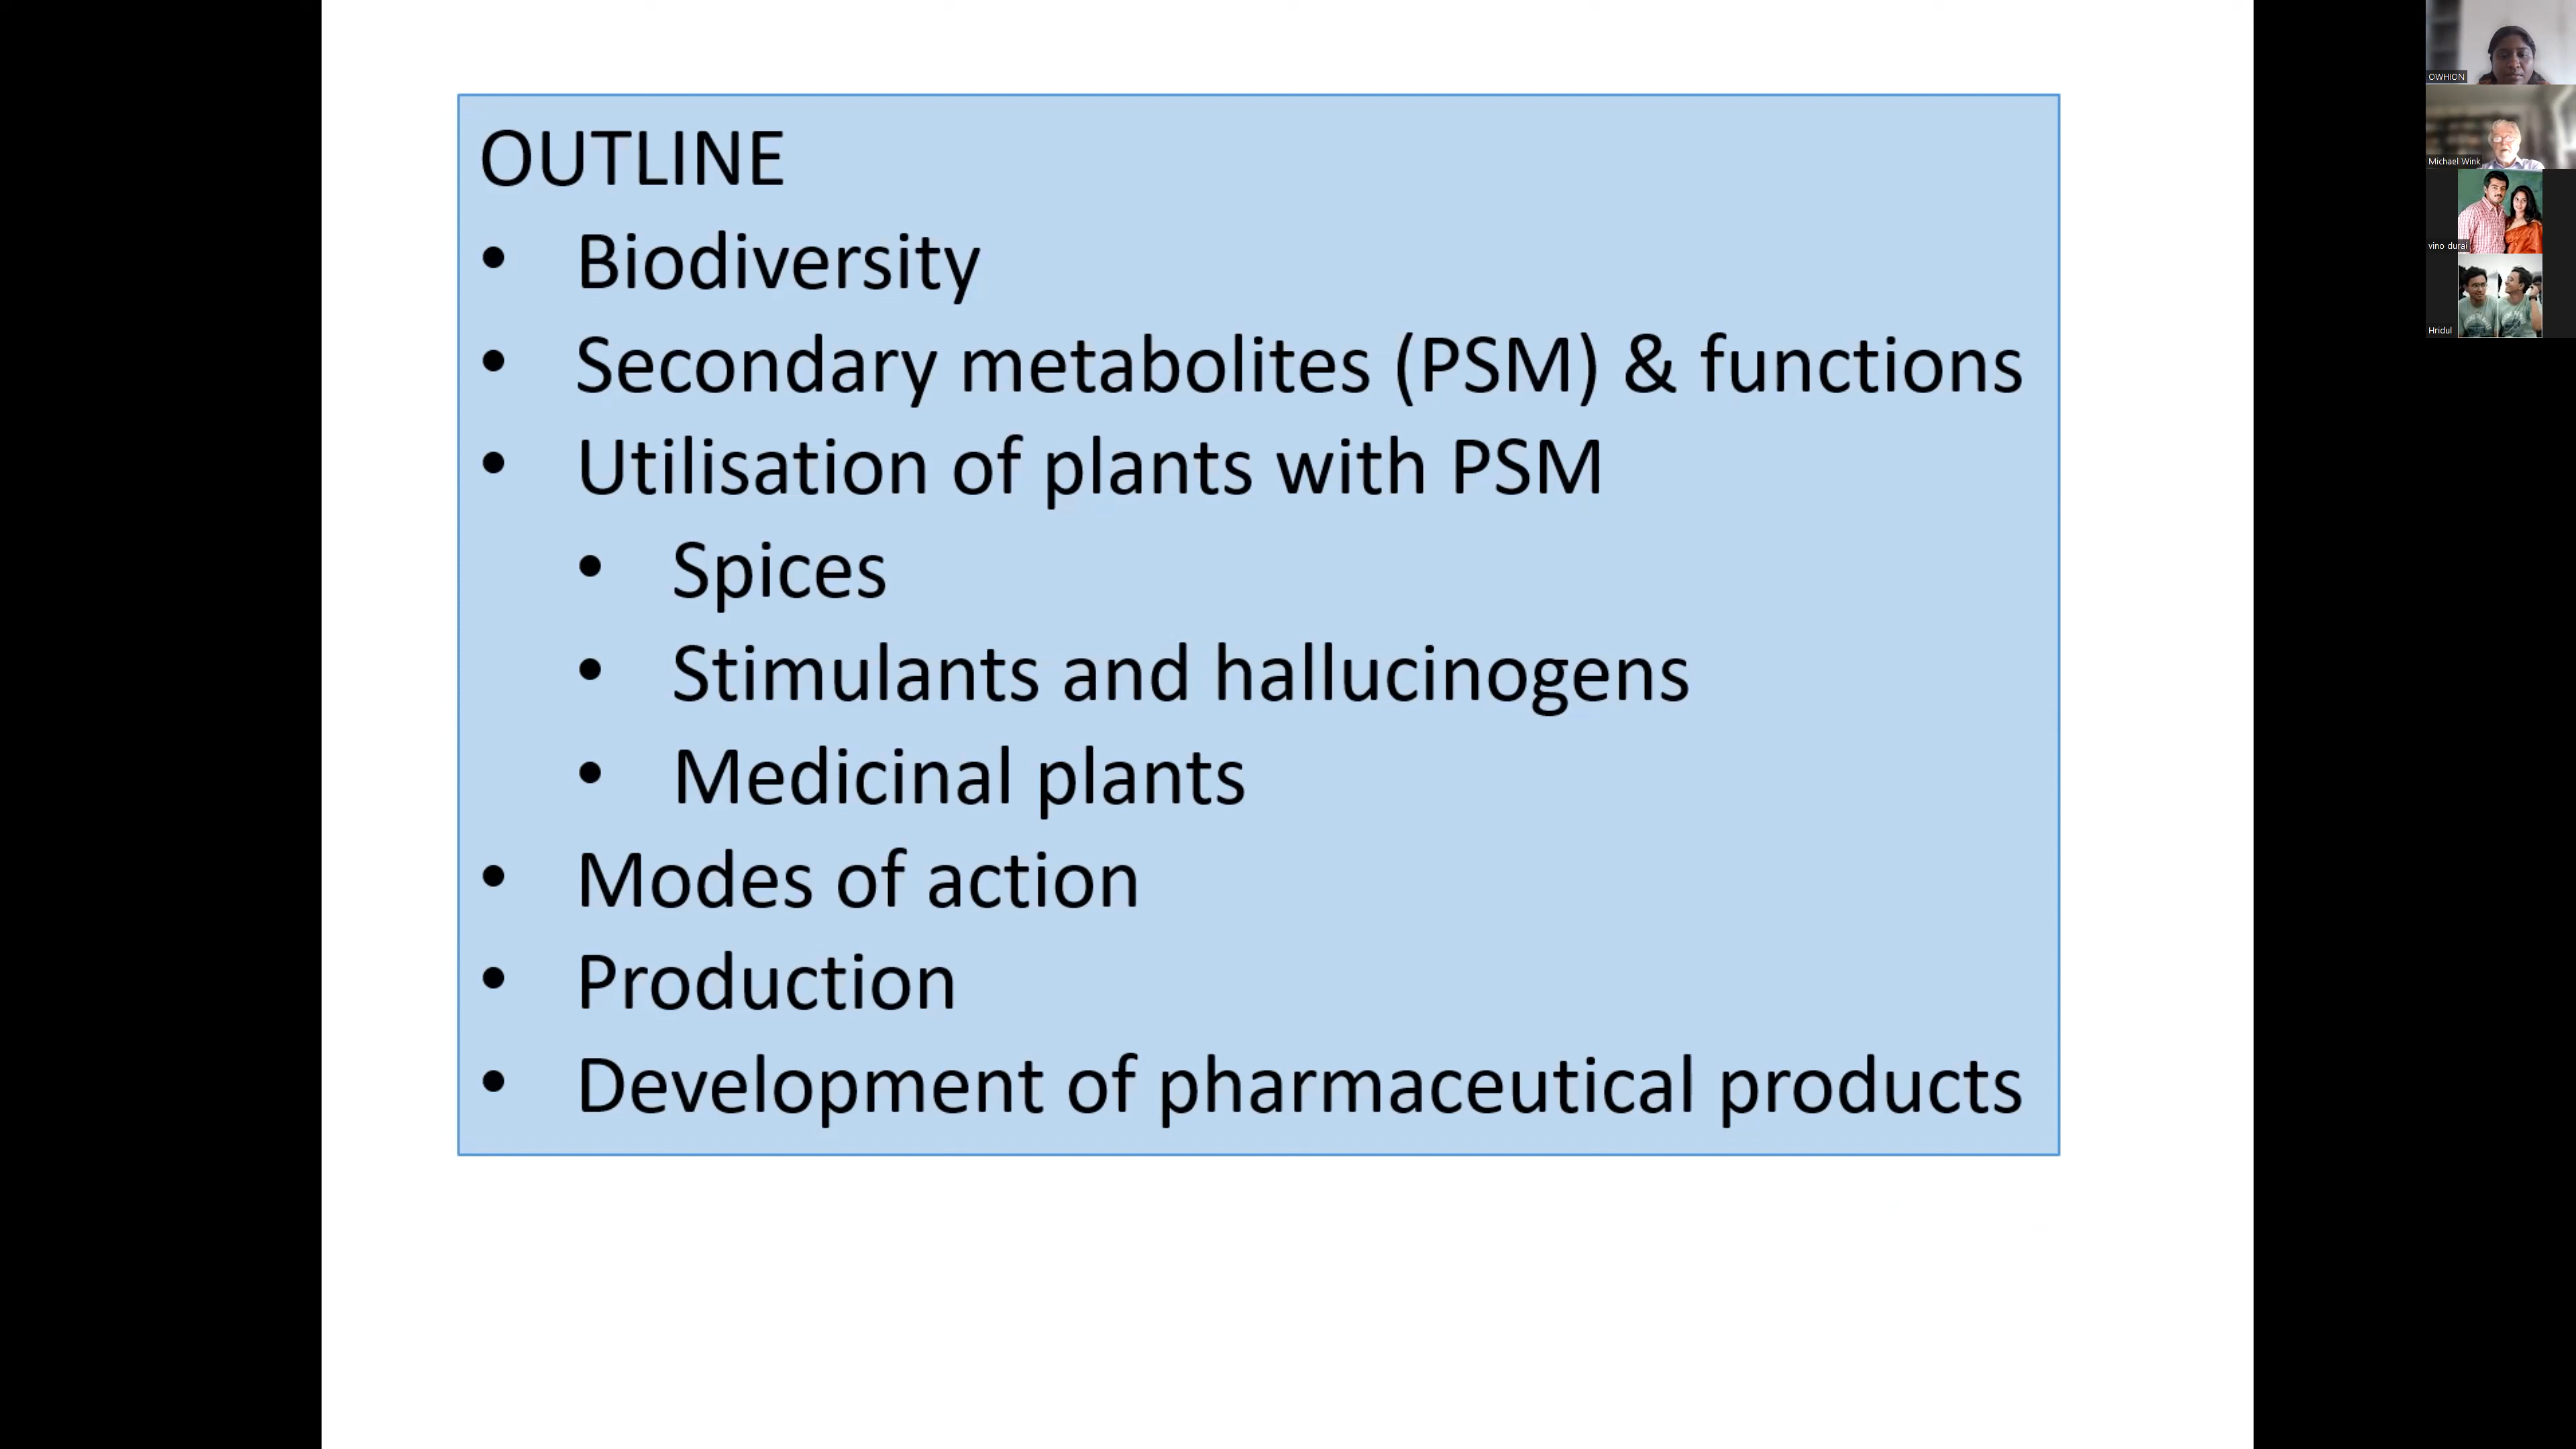 OUTLINE
• Biodiversity
• Secondary metabolites (PSM) & functions
• Utilisation of plants with PSM
• Spices
• Stimulants and hallucinogens
• Medicinal plants
• Modes of action
• Production
• Development of pharmaceutical products
OWHION
Michael Wink
vino durai
Hridul